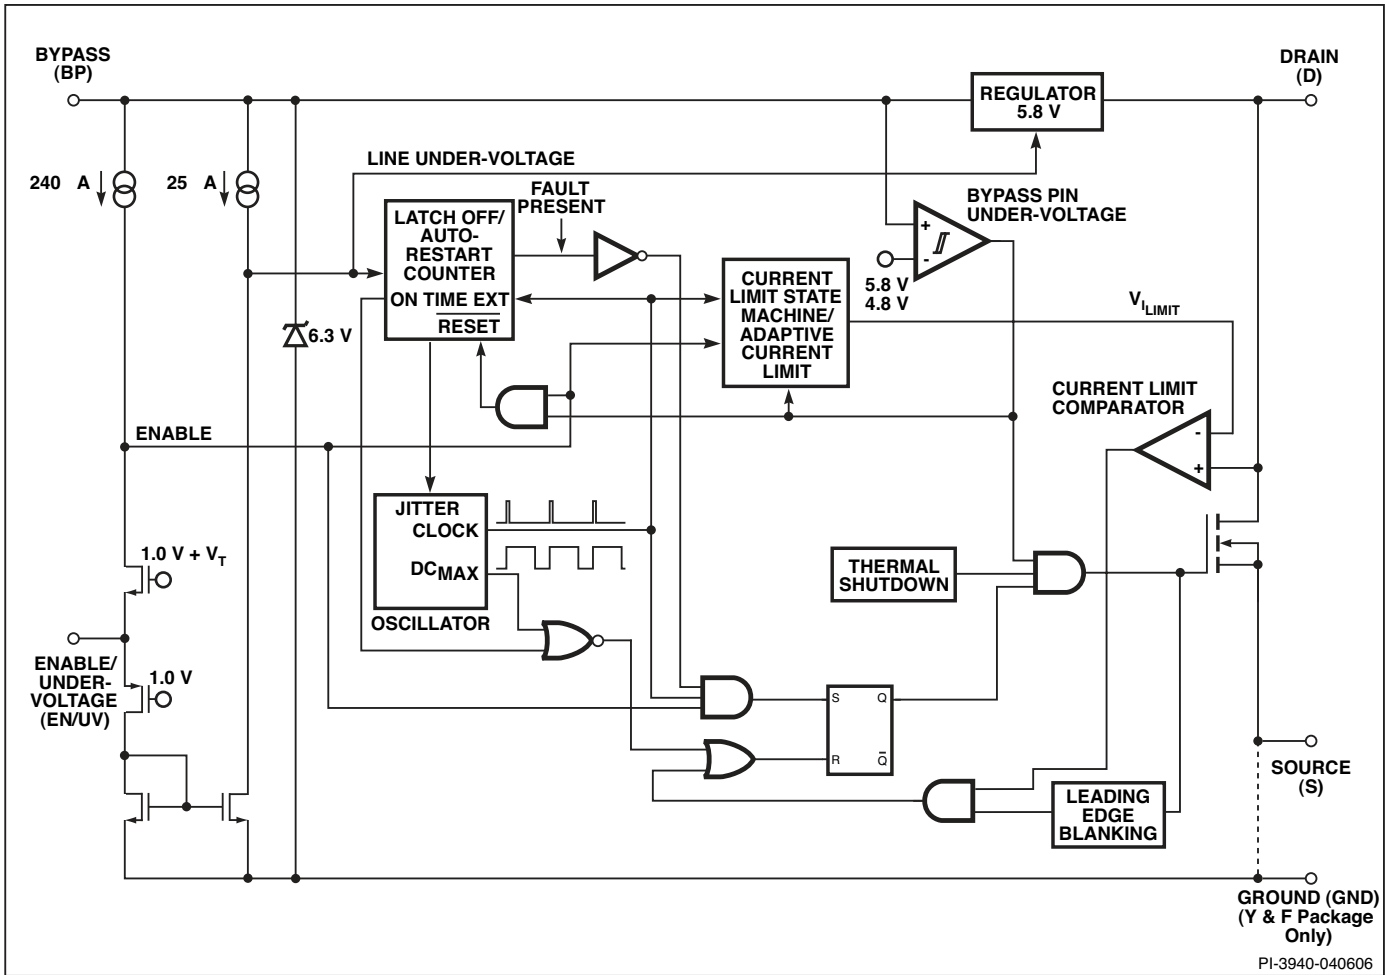 BYPASS
(BP)
DRAIN
(D)
REGULATOR
5.8 V
LINE UNDER-VOLTAGE
240 A
25 A
FAULT
PRESENT
BYPASS PIN
UNDER-VOLTAGE
LATCH OFF/
AUTO-
RESTART
COUNTER
ON TIME EXT
RESET
+
-
5.8 V
4.8 V
CURRENT
LIMIT STATE
MACHINE/
ADAPTIVE
CURRENT
LIMIT
VILIMIT
6.3 V
CURRENT LIMIT
COMPARATOR
-
+
ENABLE
JITTER
CLOCK
DCMAX
OSCILLATOR
1.0 V + VT
THERMAL
SHUTDOWN
ENABLE/
UNDER-
VOLTAGE
(EN/UV)
1.0 V
S Q
R Q
SOURCE
(S)
LEADING
EDGE
BLANKING
GROUND (GND)
(Y & F Package
Only)
PI-3940-040606